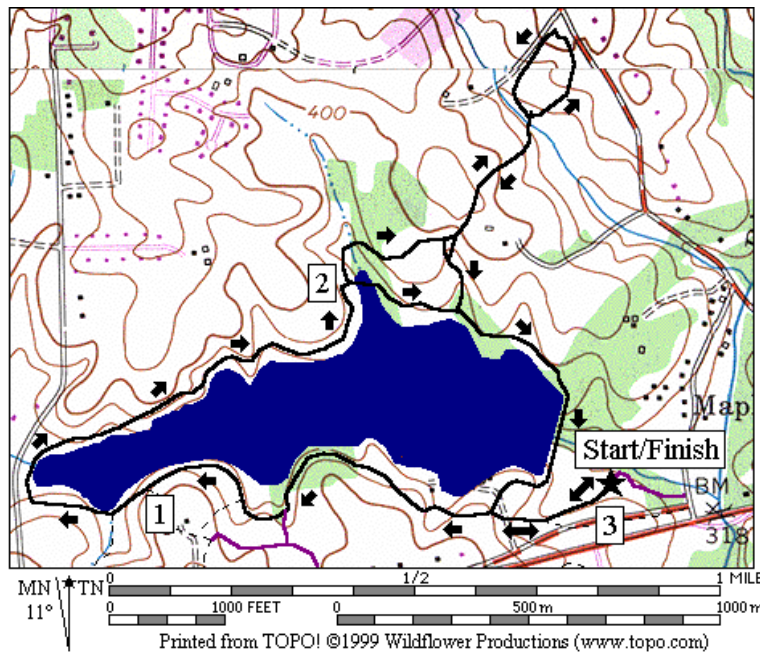 400
2
Mapl
Start/Finish
BM
X
318
1
3
MN ★ TN
11°
0 1/2 1 MILE
0 1000 FEET 0 500 m 1000 m
Printed from TOPO! ©1999 Wildflower Productions (www.topo.com)